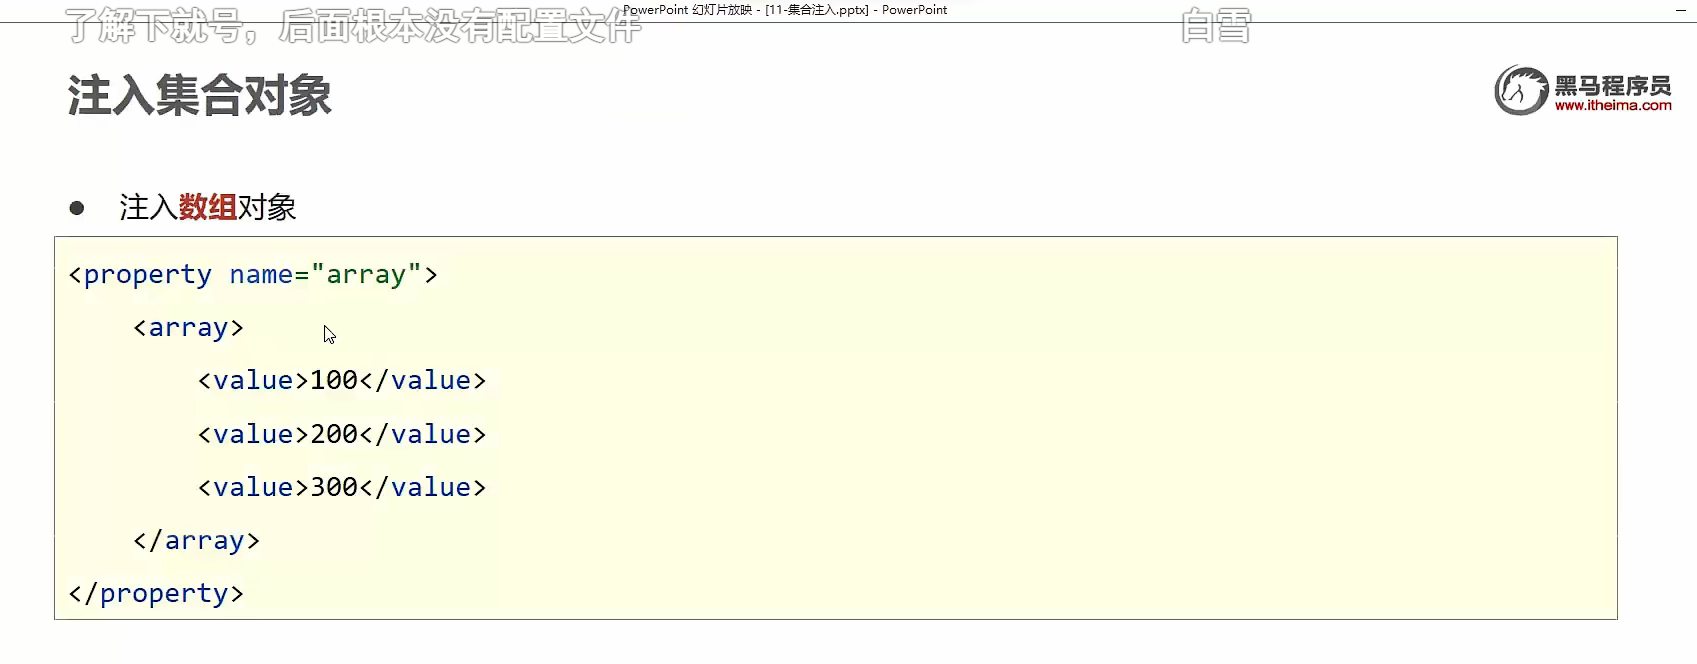 PowerPoint 幻灯片放映 - [11-集合注入.pptx] - PowerPoint
了解下就号，后面根本没有配置文件
白雪
注入集合对象
黑马程序员
www.itheima.com
● 注入数组对象
<property name="array">
<array>
<value>100</value>
<value>200</value>
<value>300</value>
</array>
</property>